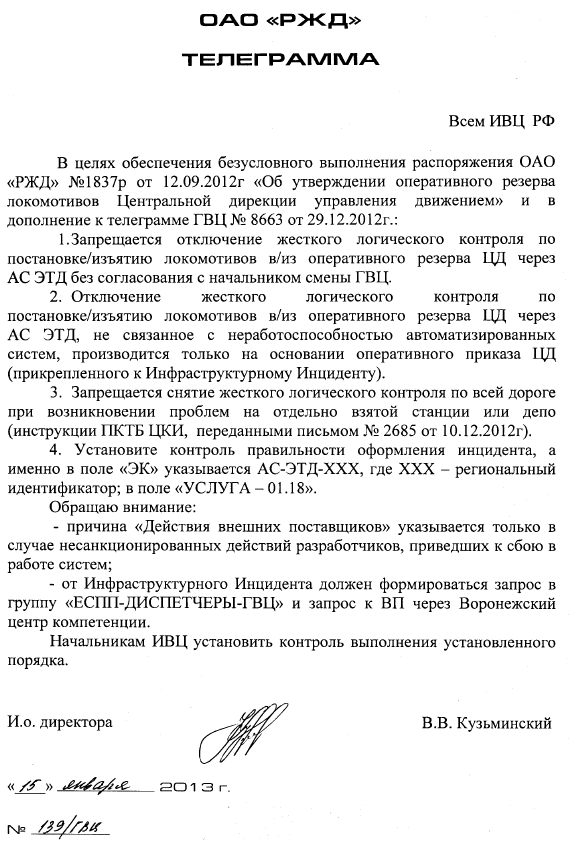 ОАО «РЖД»
ТЕЛЕГРАММА
Всем ИВЦ РФ
В целях обеспечения безусловного выполнения распоряжения ОАО
«РЖД» №1837р от 12.09.2012г «Об утверждении оперативного резерва
локомотивов Центральной дирекции управления движением» и в
дополение к телеграмме ГВЦ № 8663 от 29.12.2012г.:
1.Запрещается отключение жесткого логического контроля по
постановке/изъятию локомотивов в/из оперативного резерва ЦД через
АС ЭТД без согласования с начальником смены ГВЦ.
2. Отключение жесткого логического контроля по
постановке/изъятию локомотивов в/из оперативного резерва ЦД через
АС ЭТД, не связанное с неработоспособностью автоматизированных
систем, производится только на основании оперативного приказа ЦД
(прикрепленного к Инфраструктурному Инциденту).
3. Запрещается снятие жесткого логического контроля по всей дороге
при возникновении проблем на отдельно взятой станции или депо
(инструкции ПКТБ ЦКИ, переданными письмом № 2685 от 10.12.2012г).
4. Установите контроль правильности оформления инцидента, а
именно в поле «ЭК» указывается АС-ЭТД-ХХХ, где ХХХ – региональный
идентификатор; в поле «УСЛУГА – 01.18».
Обращаю внимание:
- причина «Действия внешних поставщиков» указывается только в
случае несанкционированных действий разработчиков, приведших к сбою в
работе систем;
- от Инфраструктурного Инцидента должен формироваться запрос в
группу «ЕСПП-ДИСПЕТЧЕРЫ-ГВЦ» и запрос к ВП через Воронежский
центр компетенции.
Начальникам ИВЦ установить контроль выполнения установленного
порядка.
И.о. директора В.В. Кузьминский
«15» января 2013 г.
№ 139/ГВЦ